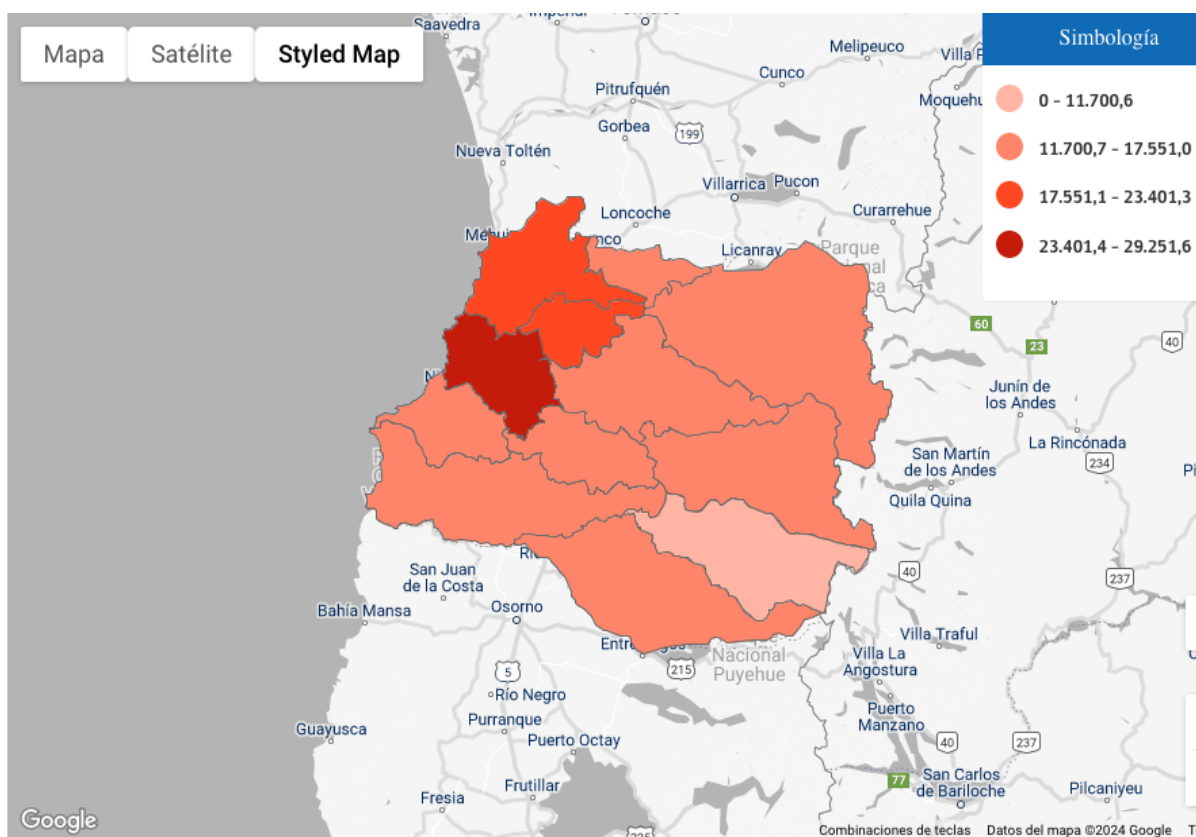 Mapa
Satélite
Styled Map
Simbología
0 – 11.700,6
11.700,7 – 17.551,0
17.551,1 – 23.401,3
23.401,4 – 29.251,6
Saavedra
Imperial
Melipeuco
Villa P
Cunco
Pitrufquén
Moquehu
Gorbea
199
Nueva Toltén
Villarrica
Pucon
Loncoche
Curarrehue
Licanray
Parque
60
23
40
Junín de
los Andes
La Rincónada
San Martín
de los Andes
234
Quila Quina
San Juan
de la Costa
40
237
Bahía Mansa
Osorno
Villa Traful
Nacional
Puyehue
Villa La
Angostura
5
215
Río Negro
Puerto
Manzano
Purranque
Guayusca
Puerto Octay
40
237
77
San Carlos
de Bariloche
Pilcaniyeu
Frutillar
Fresia
225
Google
Combinaciones de teclas
Datos del mapa ©2024 Google